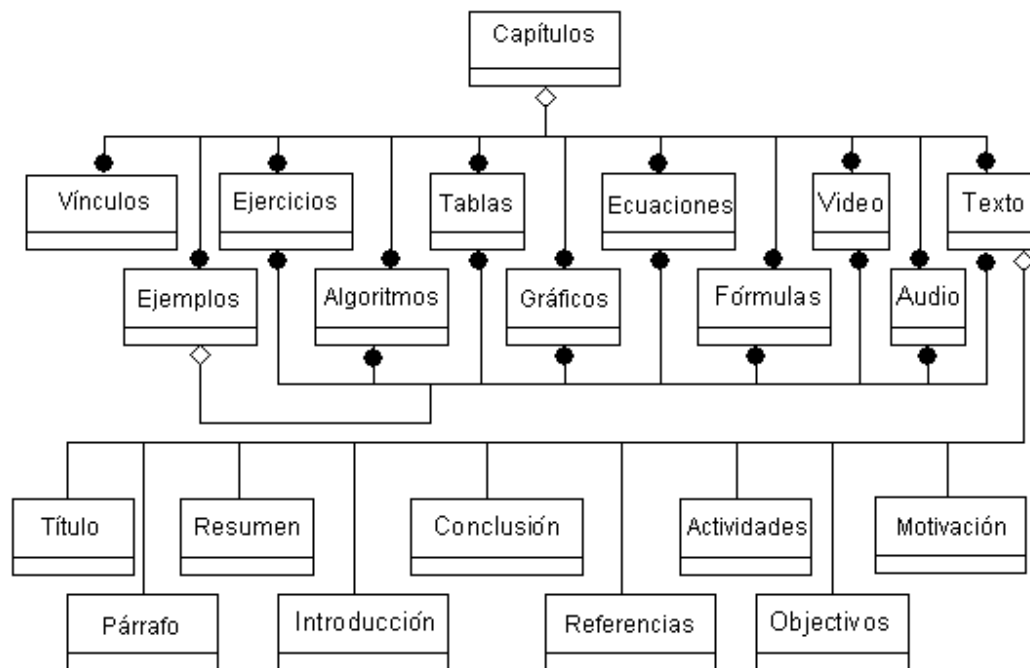 Capítulos
Vínculos
Ejercicios
Tablas
Ecuaciones
Video
Texto
Ejemplos
Algoritmos
Gráficos
Fórmulas
Audio
Título
Resumen
Conclusión
Actividades
Motivación
Párrafo
Introducción
Referencias
Objectivos